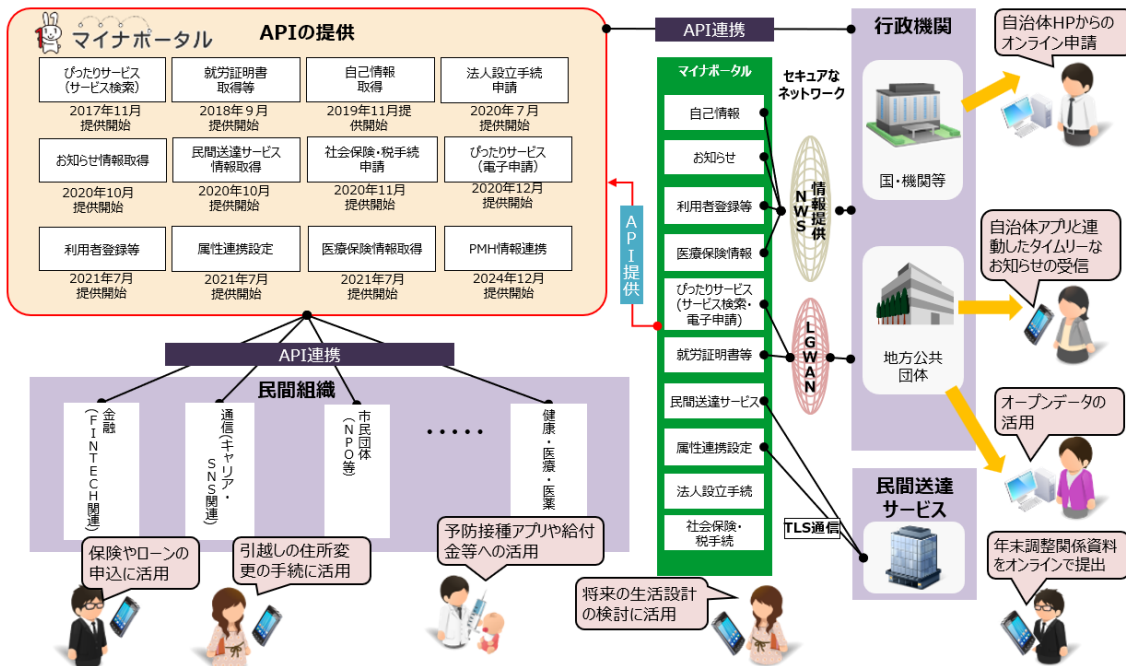 マイナポータル
APIの提供
ぴったりサービス
(サービス検索)
2017年11月
提供開始
就労証明書
取得等
2018年9月
提供開始
自己情報
取得
2019年11月提
供開始
法人設立手続
申請
2020年7月
提供開始
お知らせ情報取得
2020年10月
提供開始
民間送達サービス
情報取得
2020年10月
提供開始
社会保険・税手続
申請
2020年11月
提供開始
ぴったりサービス
(電子申請)
2020年12月
提供開始
利用者登録等
2021年7月
提供開始
属性連携設定
2021年7月
提供開始
医療保険情報取得
2021年7月
提供開始
PMH情報連携
2024年12月
提供開始
API連携
民間組織
金融
(FINTECH関連)
通信(キャリア・
SNS関連)
市民団体
(NPO等)
・・・・・
健康・医療・医薬
保険やローンの
申込に活用
引越しの住所変
更の手続に活用
予防接種アプリや給付
金等への活用
将来の生活設計
の検討に活用
API提供
API連携
マイナポータル
自己情報
お知らせ
利用者登録等
医療保険情報
ぴったりサービス
(サービス検索・
電子申請)
就労証明書等
民間送達サービス
属性連携設定
法人設立手続
社会保険・
税手続
セキュアな
ネットワーク
情報提供
NWS
LGWAN
TLS通信
行政機関
国・機関等
地方公共
団体
民間送達
サービス
自治体HPからの
オンライン申請
自治体アプリと連
動したタイムリーな
お知らせの受信
オープンデータの
活用
年末調整関係資料
をオンラインで提出